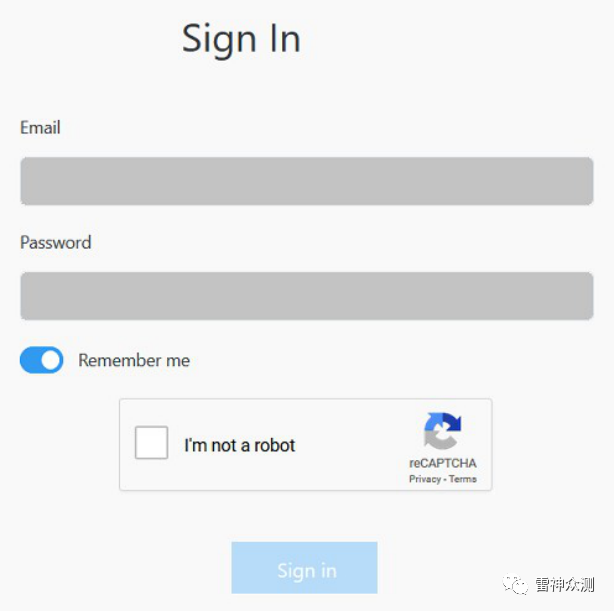 Sign In
Email
Password
Remember me
I'm not a robot
reCAPTCHA
Privacy - Terms
Sign in
雷神众测